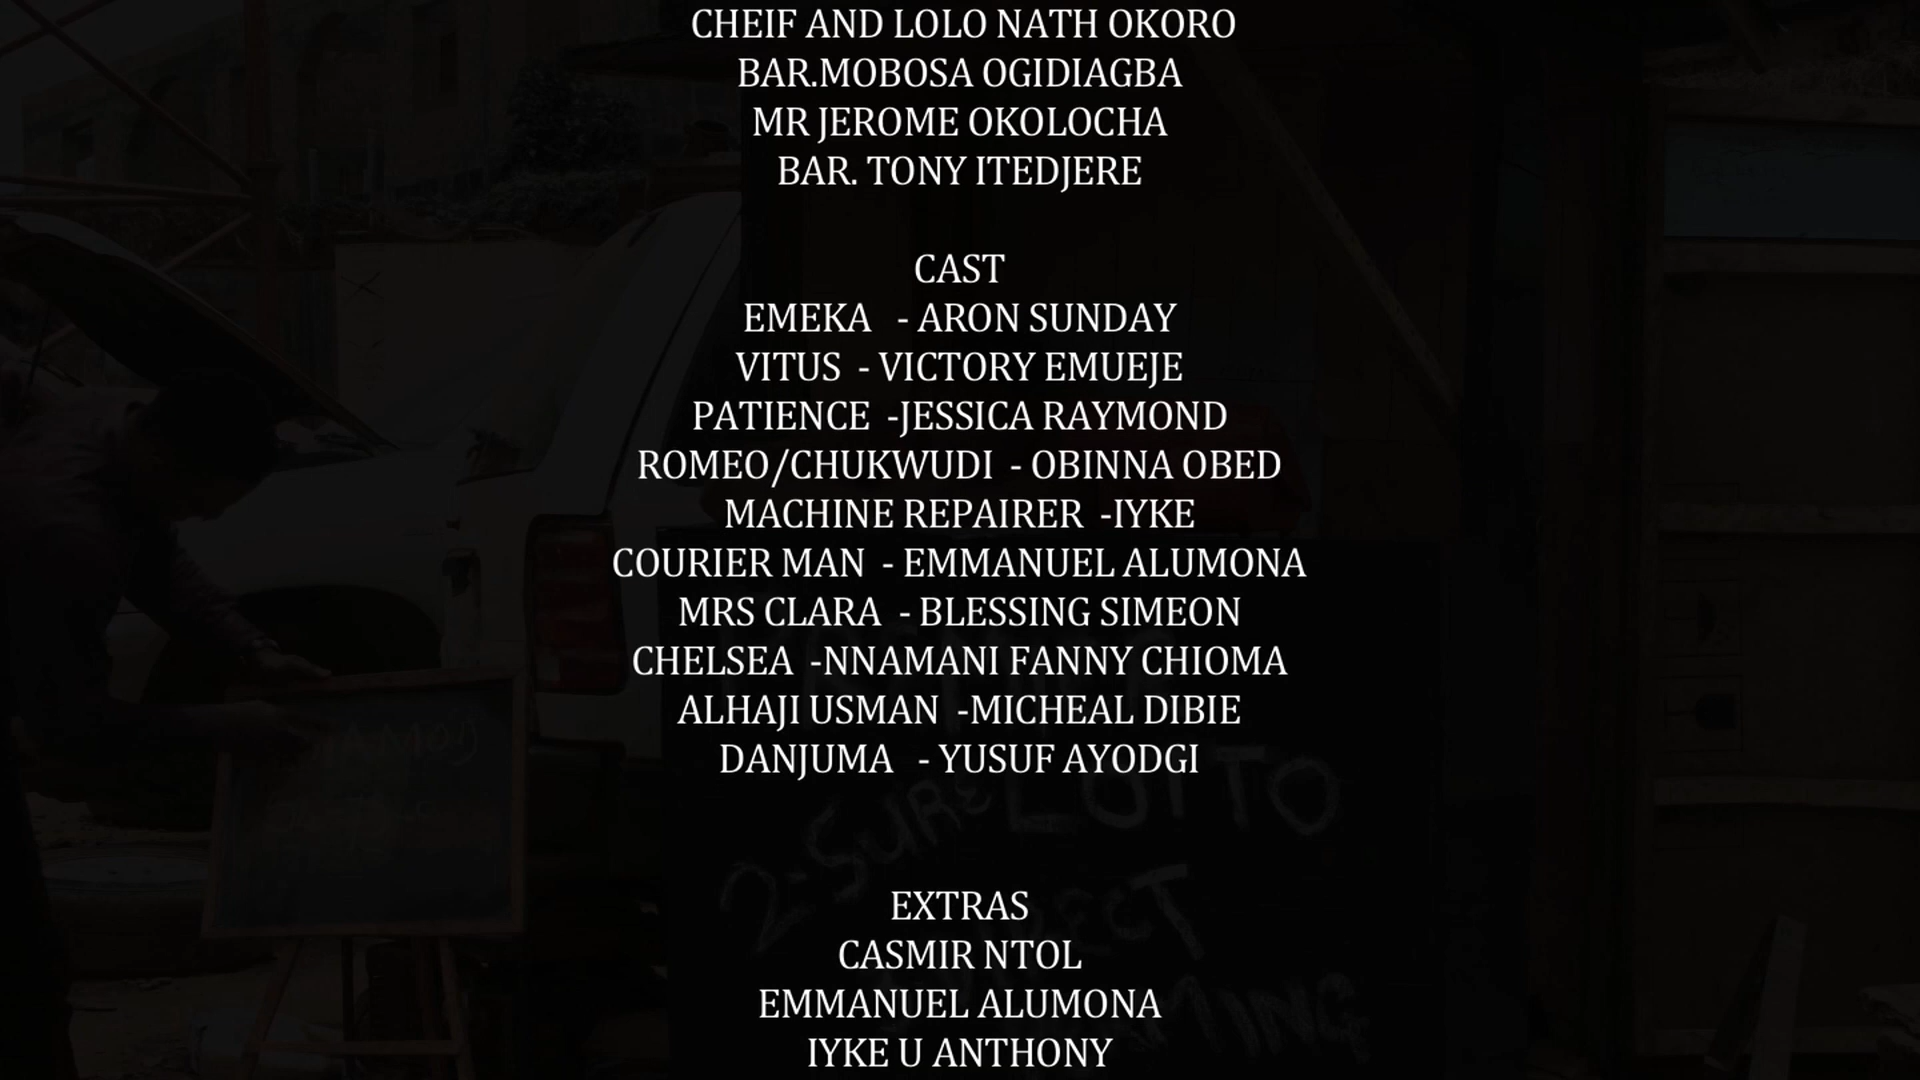 CHEIF AND LOLO NATH OKORO
BAR.MOBOSA OGIDIAGBA
MR JEROME OKOLOCHA
BAR. TONY ITEDJERE
CAST
EMEKA - ARON SUNDAY
VITUS - VICTORY EMUEJE
PATIENCE -JESSICA RAYMOND
ROMEO/CHUKWUDI - OBINNA OBED
MACHINE REPAIRER -IYKE
COURIER MAN - EMMANUEL ALUMONA
MRS CLARA - BLESSING SIMEON
CHELSEA -NNAMANI FANNY CHIOMA
ALHAJI USMAN -MICHEAL DIBIE
DANJUMA - YUSUF AYODGI
2-SURE LOTTO
EXTRAS
CASMIR NTOL
EMMANUEL ALUMONA
IYKE U ANTHONY